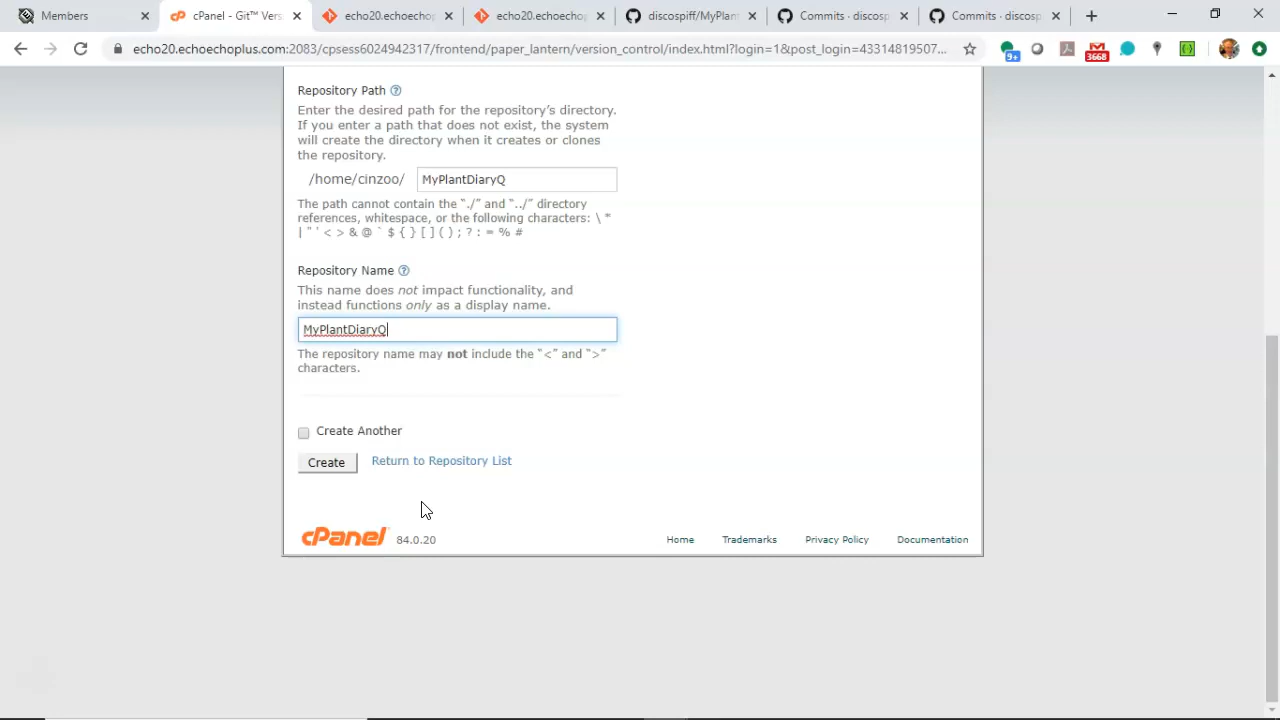 Members
cPanel - Git™ Vers
echo20.echoechop
echo20.echoechop
discospiff/MyPlant
Commits · discosp
Commits · discosp
echo20.echoechoplus.com:2083/cpsess6024942317/frontend/paper_lantern/version_control/index.html?login=1&post_login=43314819507...
9+
3668
Repository Path
Enter the desired path for the repository's directory.
If you enter a path that does not exist, the system
will create the directory when it creates or clones
the repository.
/home/cinzoo/ MyPlantDiaryQ
The path cannot contain the "./" and "../" directory
references, whitespace, or the following characters: \ *
| " ' < > & @ ` $ { } [ ] ( ) ; ? : = % #
Repository Name
This name does not impact functionality, and
instead functions only as a display name.
MyPlantDiaryQ
The repository name may not include the "<" and ">"
characters.
Create Another
Create Return to Repository List
cPanel 84.0.20 Home Trademarks Privacy Policy Documentation